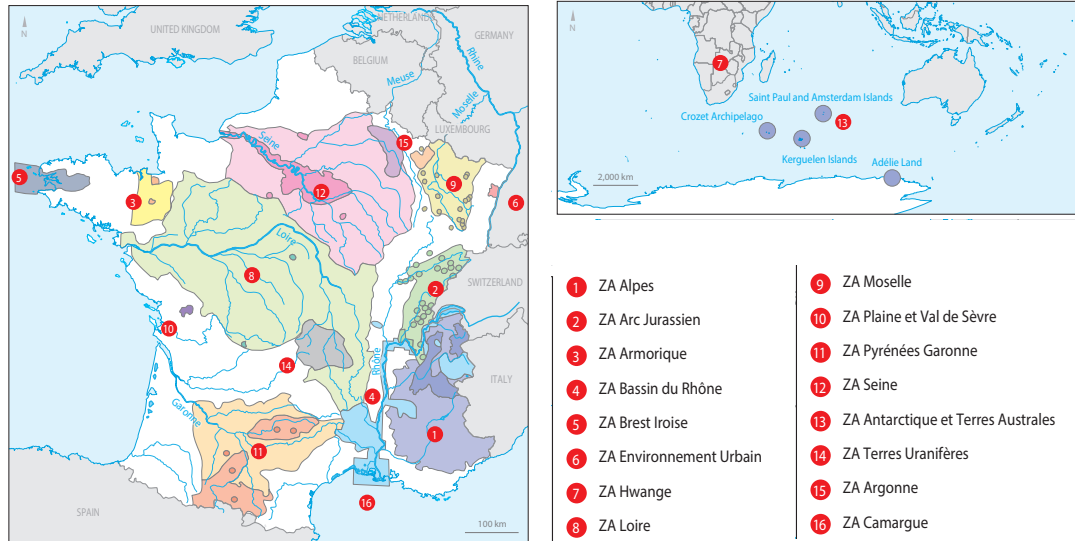 N
UNITED KINGDOM
NETHERLANDS
GERMANY
BELGIUM
Rhine
Meuse
Moselle
LUXEMBOURG
Seine
15
5
12
9
3
6
Loire
8
2
SWITZERLAND
10
14
Rhône
ITALY
4
Garonne
1
11
16
SPAIN
100 km
N
7
Saint Paul and Amsterdam Islands
Crozet Archipelago
13
Kerguelen Islands
Adélie Land
2,000 km
1 ZA Alpes
2 ZA Arc Jurassien
3 ZA Armorique
4 ZA Bassin du Rhône
5 ZA Brest Iroise
6 ZA Environnement Urbain
7 ZA Hwange
8 ZA Loire
9 ZA Moselle
10 ZA Plaine et Val de Sèvre
11 ZA Pyrénées Garonne
12 ZA Seine
13 ZA Antarctique et Terres Australes
14 ZA Terres Uranifères
15 ZA Argonne
16 ZA Camargue